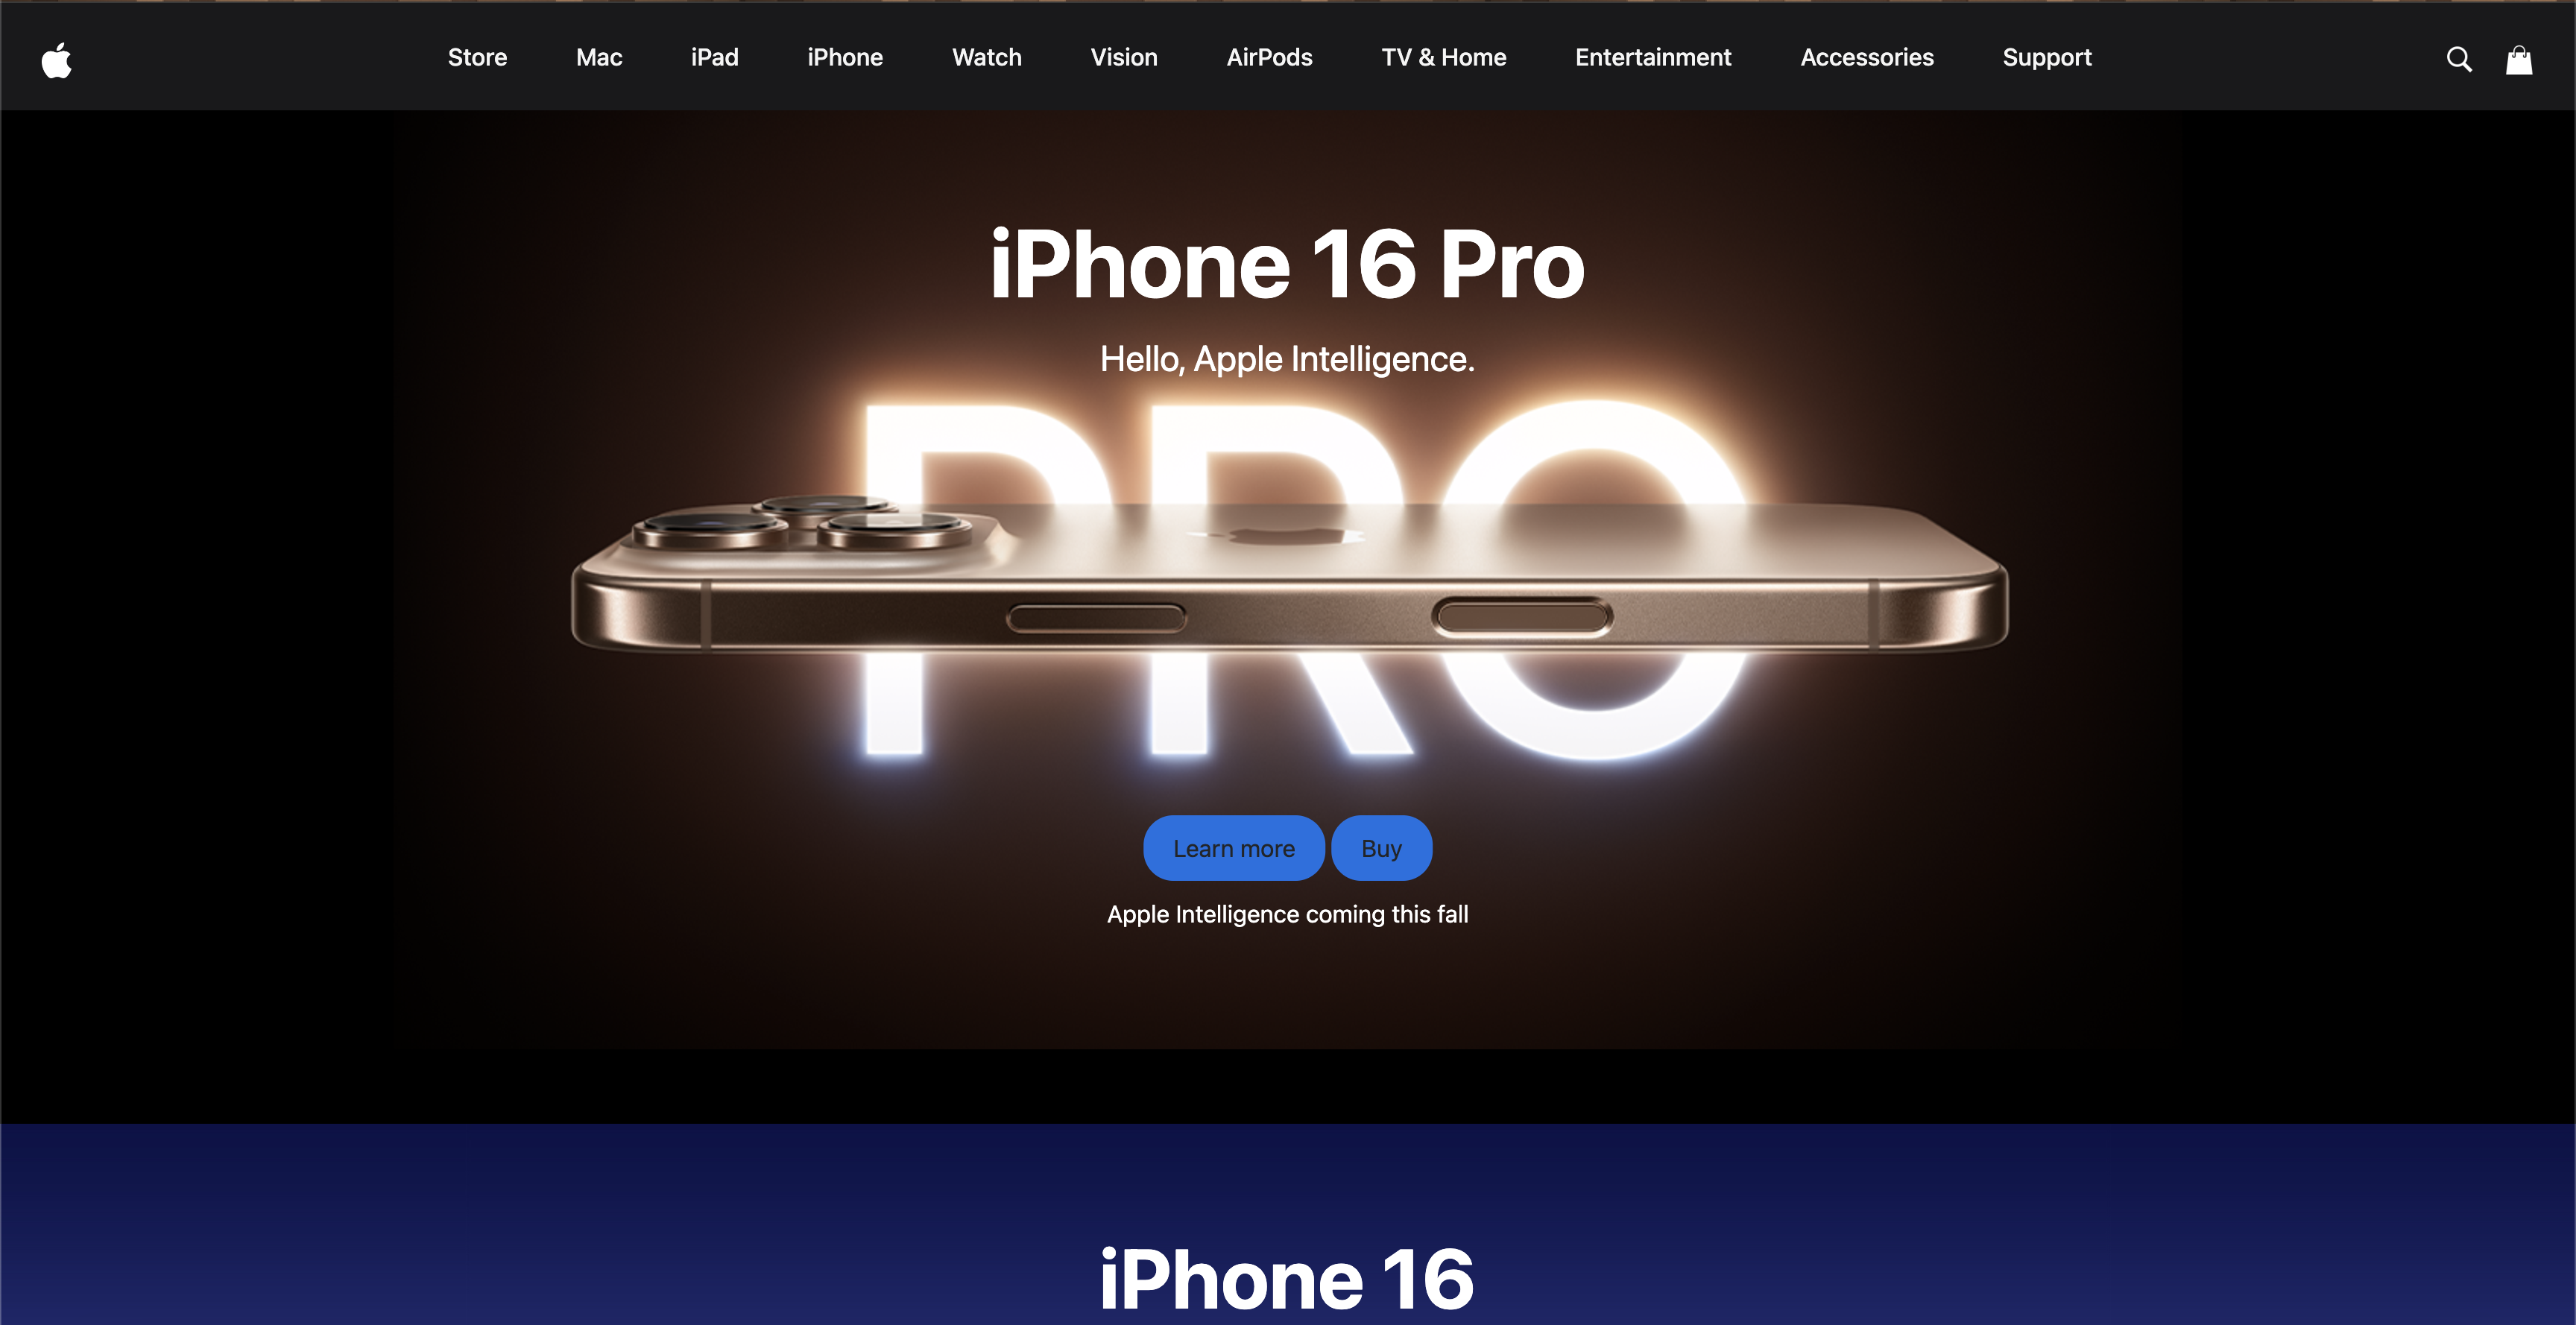 Store Mac iPad iPhone Watch Vision AirPods TV & Home Entertainment Accessories Support
iPhone 16 Pro
Hello, Apple Intelligence.
PRO
Learn more Buy
Apple Intelligence coming this fall
iPhone 16